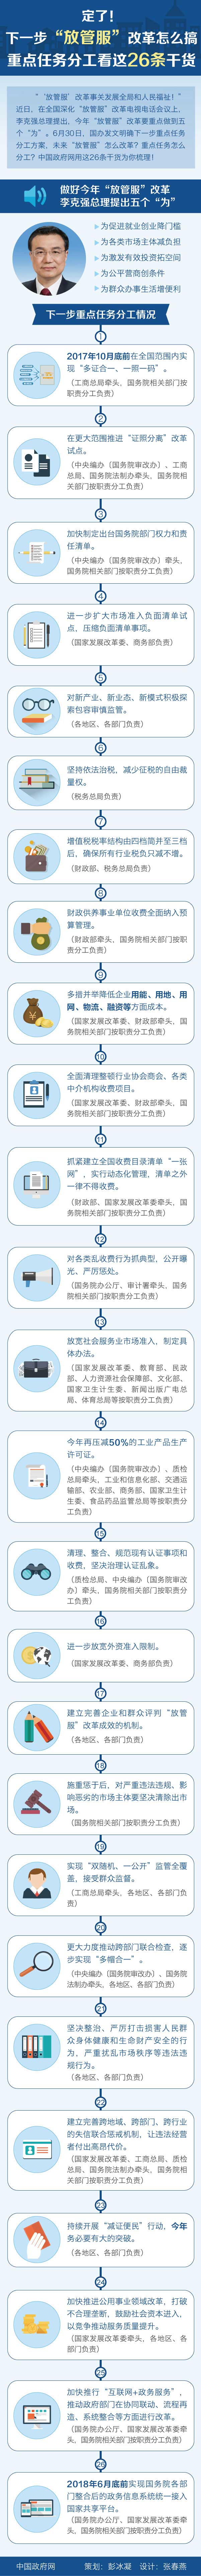 定了！
下一步“放管服”改革怎么搞
重点任务分工看这26条干货
“‘放管服’改革事关发展全局和人民福祉！”
近日，在全国深化“放管服”改革电视电话会议上，
李克强总理提出，今年“放管服”改革要重点做到五
个“为”。6月30日，国办发文明确下一步重点任务
分工方案，未来“放管服”怎么改革？重点任务怎么
分工？中国政府网用这26条干货为你梳理！
做好今年“放管服”改革
李克强总理提出五个“为”
为促进就业创业降门槛
为各类市场主体减负担
为激发有效投资拓空间
为公平营商创条件
为群众办事生活增便利
下一步重点任务分工情况
1
2017年10月底前在全国范围内实
现“多证合一、一照一码”。
（工商总局牵头，国务院相关部门按
职责分工负责）
2
在更大范围推进“证照分离”改革
试点。
（中央编办（国务院审改办）、工商
总局、国务院法制办牵头，国务院相
关部门按职责分工负责）
3
加快制定出台国务院部门权力和责
任清单。
（中央编办（国务院审改办）牵头，
国务院相关部门按职责分工负责）
4
进一步扩大市场准入负面清单试
点，压缩负面清单事项。
（国家发展改革委、商务部负责）
5
对新产业、新业态、新模式积极探
索包容审慎监管。
（各地区、各部门负责）
6
坚持依法治税，减少征税的自由裁
量权。
（税务总局负责）
7
增值税税率结构由四档简并至三档
后，确保所有行业税负只减不增。
（财政部、税务总局负责）
8
财政供养事业单位收费全面纳入预
算管理。
（财政部牵头，国务院相关部门按职
责分工负责）
9
多措并举降低企业用能、用地、用
网、物流、融资等方面成本。
（国家发展改革委、财政部牵头，国
务院相关部门按职责分工负责）
10
全面清理整顿行业协会商会、各类
中介机构收费项目。
（国家发展改革委、财政部牵头，国
务院相关部门按职责分工负责）
11
抓紧建立全国收费目录清单“一张
网”，实行动态化管理，清单之外
一律不得收费。
（财政部、国家发展改革委牵头，国
务院相关部门按职责分工负责）
12
对各类乱收费行为抓典型，公开曝
光、严厉惩处。
（国务院办公厅、审计署牵头，国务
院相关部门按职责分工负责）
13
放宽社会服务业市场准入，制定具
体办法。
（国家发展改革委、教育部、民政
部、人力资源社会保障部、文化部、
国家卫生计生委、新闻出版广电总
局、体育总局等按职责分工负责）
14
今年再压减50%的工业产品生产
许可证。
（中央编办（国务院审改办）、质检
总局牵头，工业和信息化部、交通运
输部、农业部、商务部、国家卫生计
生委、食品药品监管总局等按职责分
工负责）
15
清理、整合、规范现有认证事项和
收费，坚决治理认证乱象。
（质检总局、中央编办（国务院审改
办）牵头，国务院相关部门按职责分
工负责）
16
进一步放宽外资准入限制。
（国家发展改革委、商务部负责）
17
建立完善企业和群众评判“放管
服”改革成效的机制。
（各地区、各部门负责）
18
施重惩于后，对严重违法违规、影
响恶劣的市场主体要坚决清除出市
场。
（国务院相关部门按职责分工负责）
19
实现“双随机、一公开”监管全覆
盖，接受群众监督。
（工商总局牵头，各地区、各部门负
责）
20
更大力度推动跨部门联合检查，逐
步实现“多帽合一”。
（中央编办（国务院审改办）、国务院
法制办牵头，各地区、各部门负责）
21
坚决整治、严厉打击损害人民群
众身体健康和生命财产安全的行
为，严重扰乱市场秩序等违法违
规行为。
（各地区、各部门负责）
22
建立完善跨地域、跨部门、跨行业
的失信联合惩戒机制，让违法经营
者付出高昂代价。
（国家发展改革委、工商总局、质检
总局、国务院法制办牵头，国务院相
关部门按职责分工负责）
23
持续开展“减证便民”行动，今年
务必要有大的突破。
（各地区、各部门负责）
24
加快推进公用事业领域改革，打破
不合理垄断，鼓励社会资本进入，
以竞争推动服务质量提升。
（国家发展改革委牵头，各地区、各
部门负责）
25
加快推行“互联网+政务服务”，
推动政府部门在协同联动、流程再
造、系统整合等方面进行改革。
（国务院办公厅、国家发展改革委牵
头，国务院相关部门按职责分工负责）
26
2018年6月底前实现国务院各部
门整合后的政务信息系统统一接入
国家共享平台。
（国务院办公厅、国家发展改革委牵
头，国务院相关部门按职责分工负责）
中国政府网 策划：彭冰凝 设计：张春燕